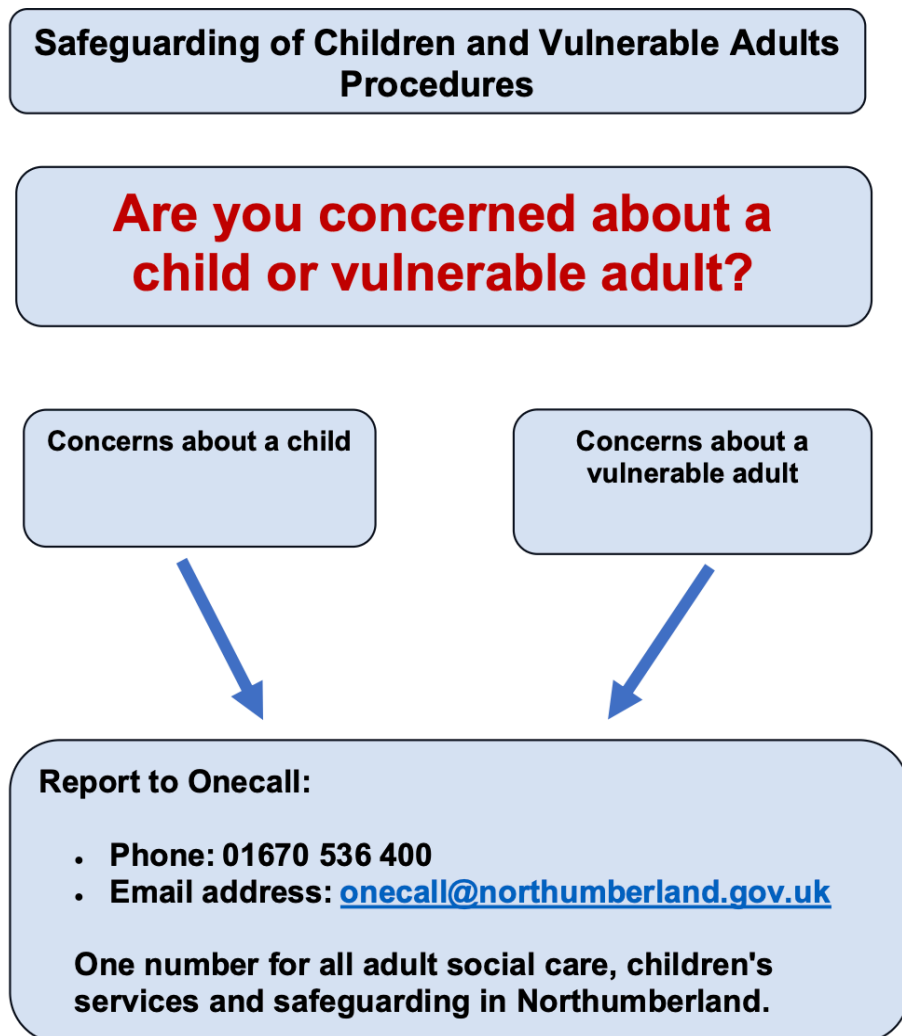 Safeguarding of Children and Vulnerable Adults
Procedures
Are you concerned about a
child or vulnerable adult?
Concerns about a child
Concerns about a
vulnerable adult
Report to Onecall:
• Phone: 01670 536 400
• Email address: onecall@northumberland.gov.uk
One number for all adult social care, children's
services and safeguarding in Northumberland.